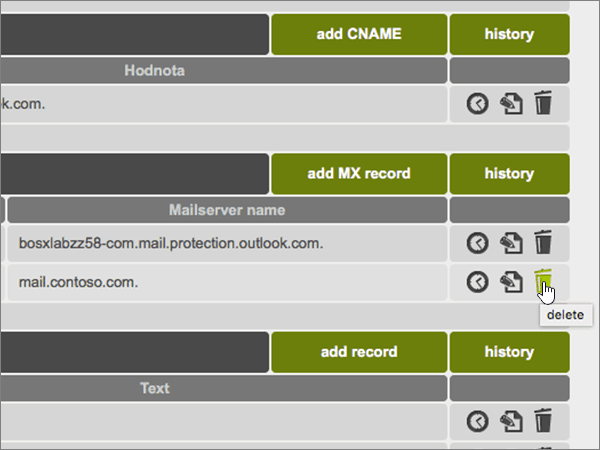 add CNAME history
Hodnota
k.com.
add MX record history
Mailserver name
bosxlabzz58-com.mail.protection.outlook.com.
mail.contoso.com.
delete
add record history
Text